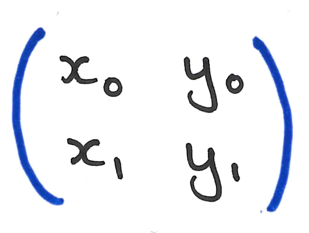 x₀ y₀
x₁ y₁